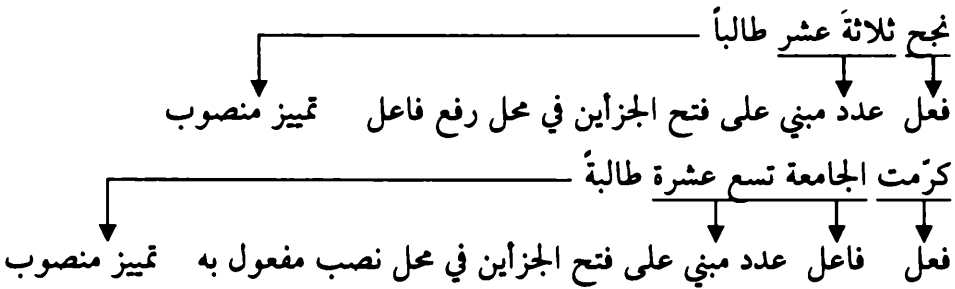 نجح ثلاثةَ عشر طالباً
فعل عدد مبني على فتح الجزأين في محل رفع فاعل تمييز منصوب
كرّمت الجامعة تسع عشرة طالبةً
فعل فاعل عدد مبني على فتح الجزأين في محل نصب مفعول به تمييز منصوب